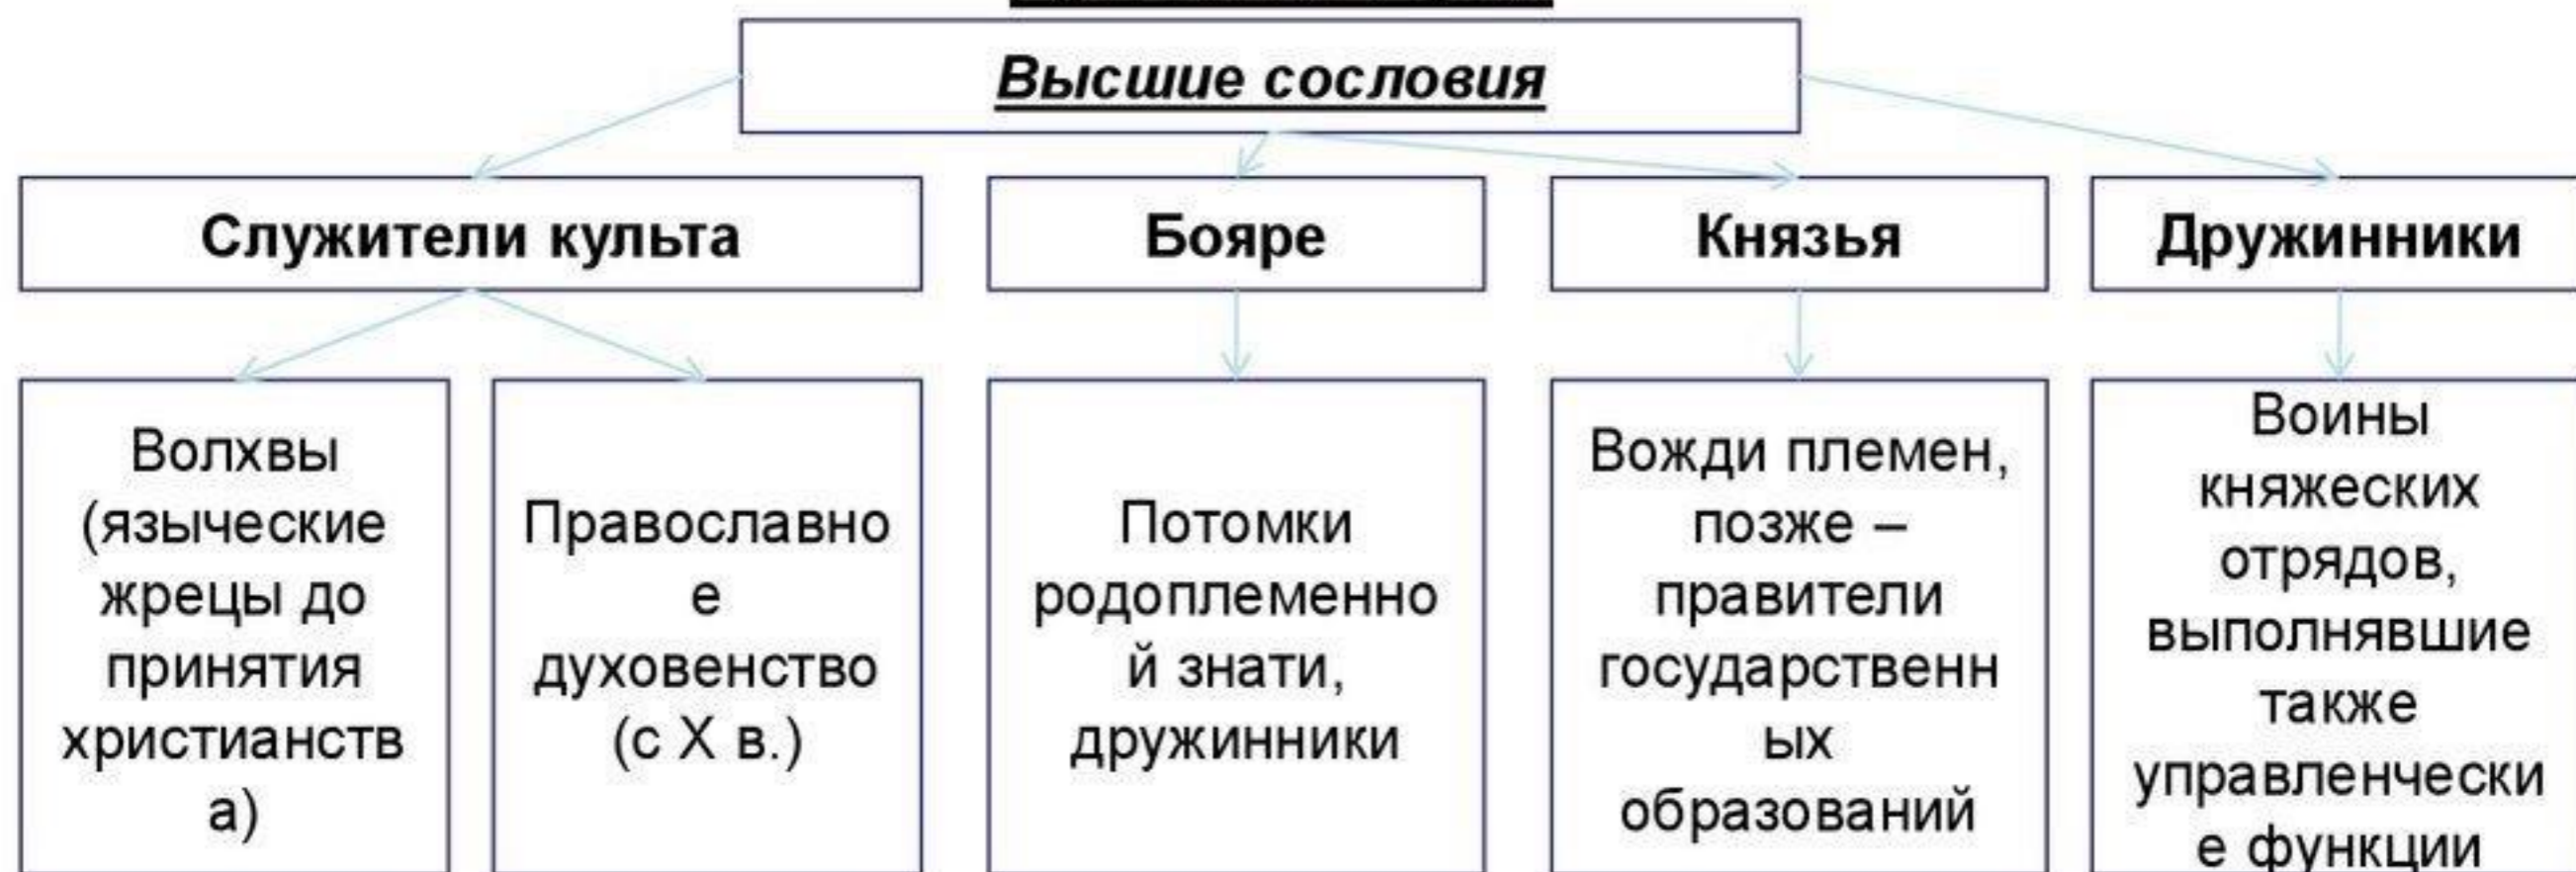 Высшие сословия
Служители культа
Бояре
Князья
Дружинники
Волхвы
(языческие
жрецы до
принятия
христианств
а)
Православно
е
духовенство
(с X в.)
Потомки
родоплеменно
й знати,
дружинники
Вожди племен,
позже –
правители
государственн
ых
образований
Воины
княжеских
отрядов,
выполнявшие
также
управленчески
е функции